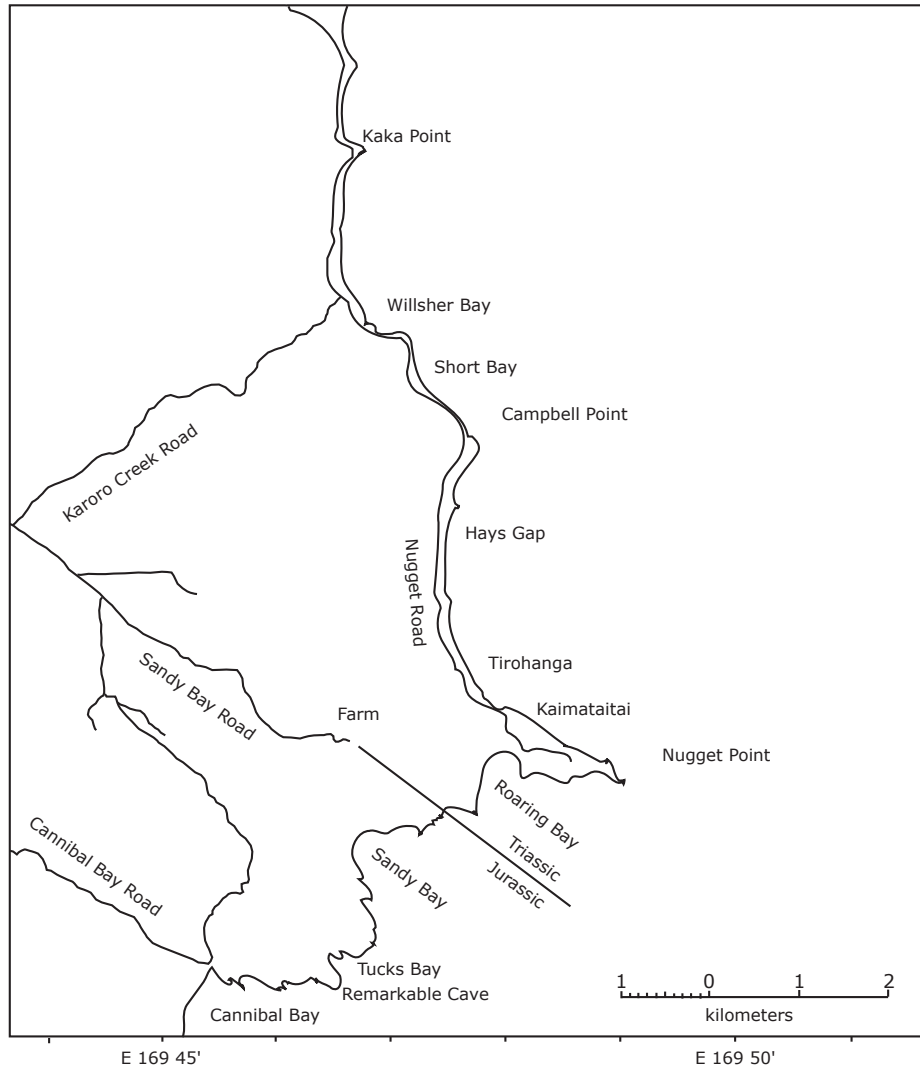 Kaka Point
Willsher Bay
Short Bay
Campbell Point
Karoro Creek Road
Hays Gap
Nugget Road
Tirohanga
Sandy Bay Road
Kaimataitai
Farm
Nugget Point
Roaring Bay
Triassic
Jurassic
Cannibal Bay Road
Sandy Bay
Tucks Bay
Remarkable Cave
Cannibal Bay
1 0 1 2
kilometers
E 169 45' E 169 50'